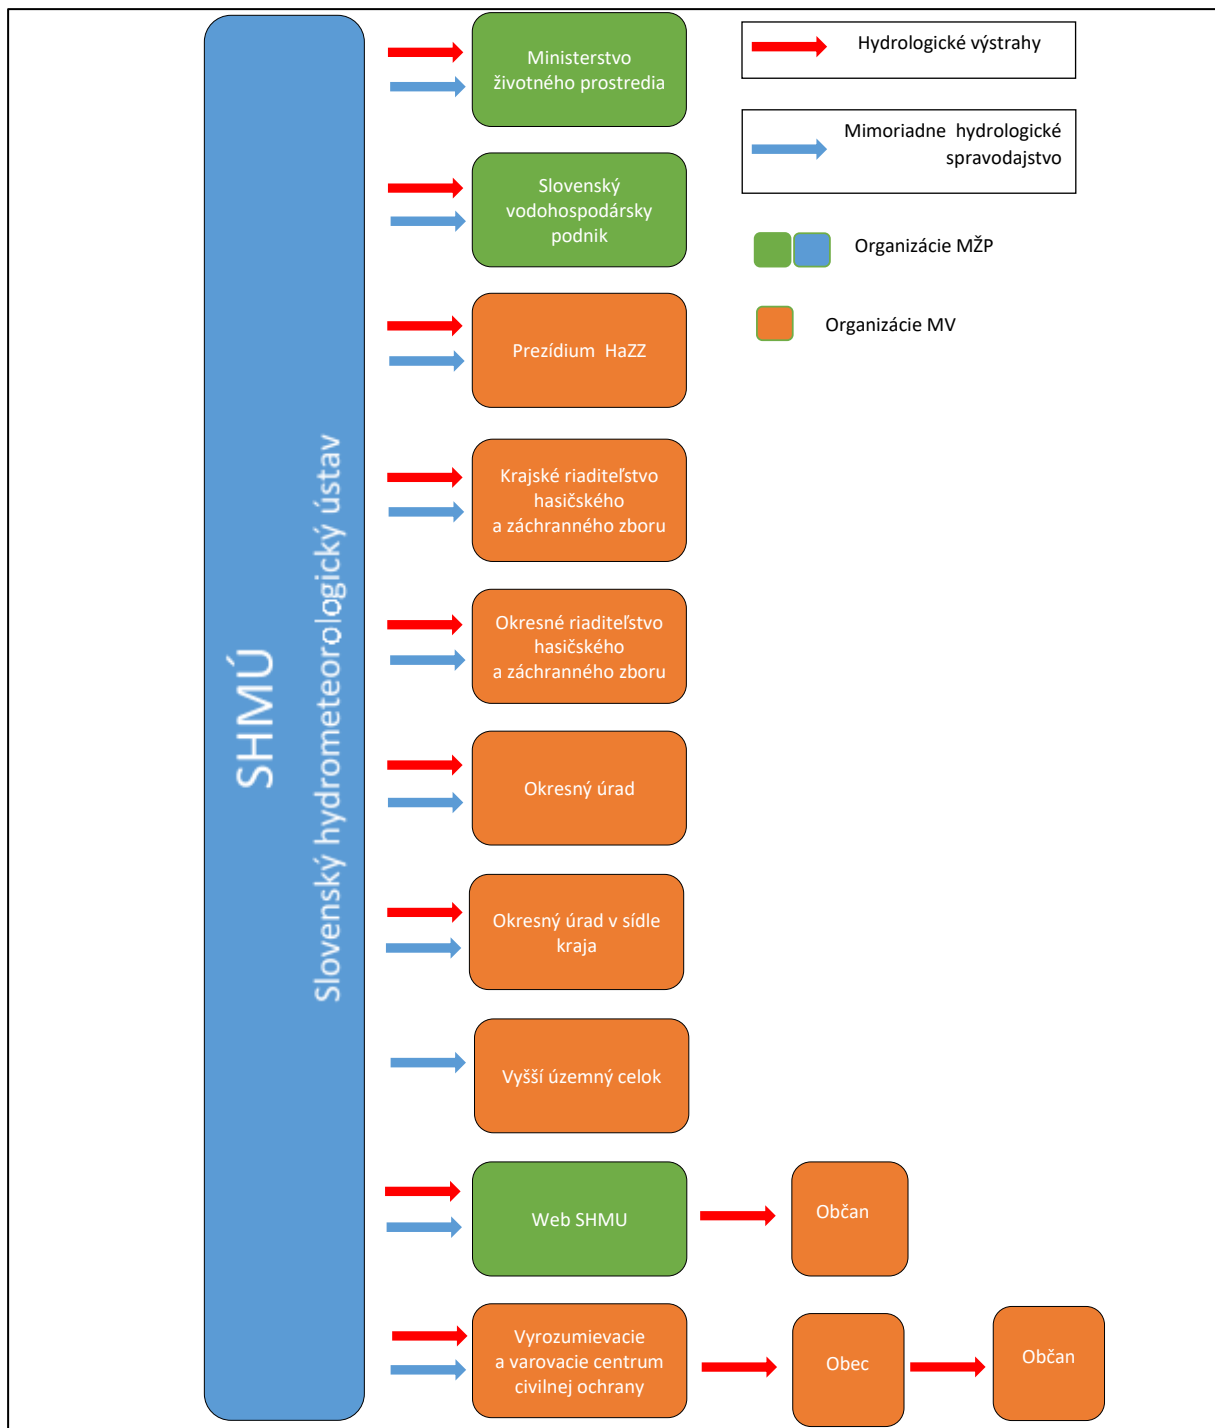 SHMÚ
Slovenský hydrometeorologický ústav
Ministerstvo
životného prostredia
Slovenský
vodohospodársky
podnik
Prezídium HaZZ
Krajské riaditeľstvo
hasičského
a záchranného zboru
Okresné riaditeľstvo
hasičského
a záchranného zboru
Okresný úrad
Okresný úrad v sídle
kraja
Vyšší územný celok
Web SHMU
Občan
Vyrozumievacie
a varovacie centrum
civilnej ochrany
Obec
Občan
Hydrologické výstrahy
Mimoriadne hydrologické
spravodajstvo
Organizácie MŽP
Organizácie MV